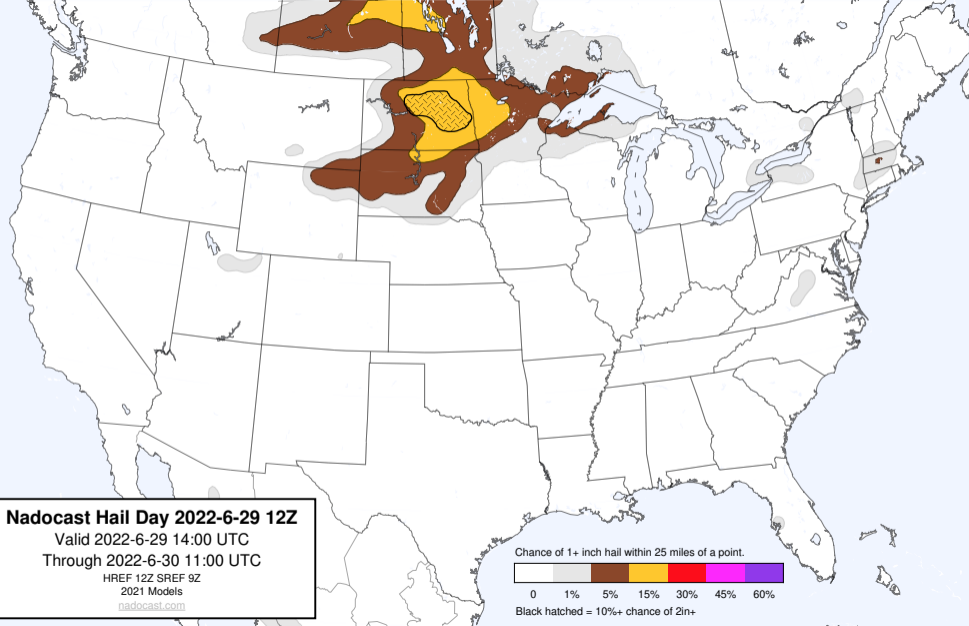 Nadocast Hail Day 2022-6-29 12Z
Valid 2022-6-29 14:00 UTC
Through 2022-6-30 11:00 UTC
HREF 12Z SREF 9Z
2021 Models
nadocast.com
Chance of 1+ inch hail within 25 miles of a point.
0 1% 5% 15% 30% 45% 60%
Black hatched = 10%+ chance of 2in+